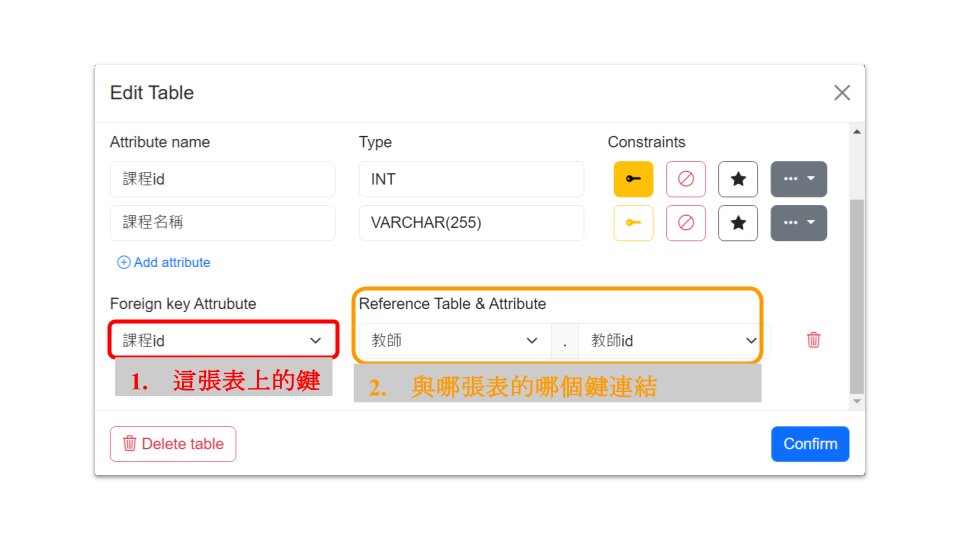 Edit Table
Attribute name Type Constraints
課程id INT
課程名稱 VARCHAR(255)
Add attribute
Foreign key Attrubute Reference Table & Attribute
課程id 教師 . 教師id
1. 這張表上的鍵
2. 與哪張表的哪個鍵連結
Delete table Confirm